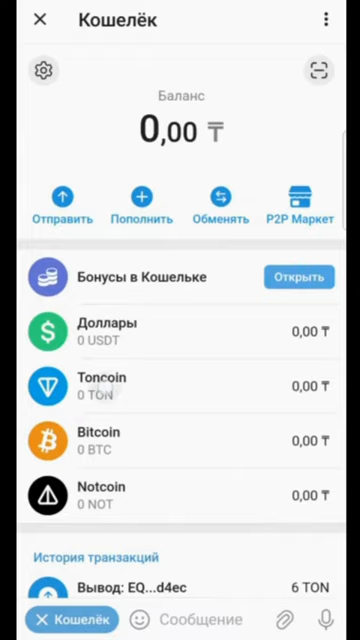 Кошелёк
Баланс
0,00 ₸
Отправить
Пополнить
Обменять
P2P Маркет
Бонусы в Кошельке
Открыть
Доллары
0,00 ₸
0 USDT
Toncoin
0,00 ₸
0 TON
Bitcoin
0,00 ₸
0 BTC
Notcoin
0,00 ₸
0 NOT
История транзакций
Вывод: EQ...d4ec
6 TON
Кошелёк
Сообщение